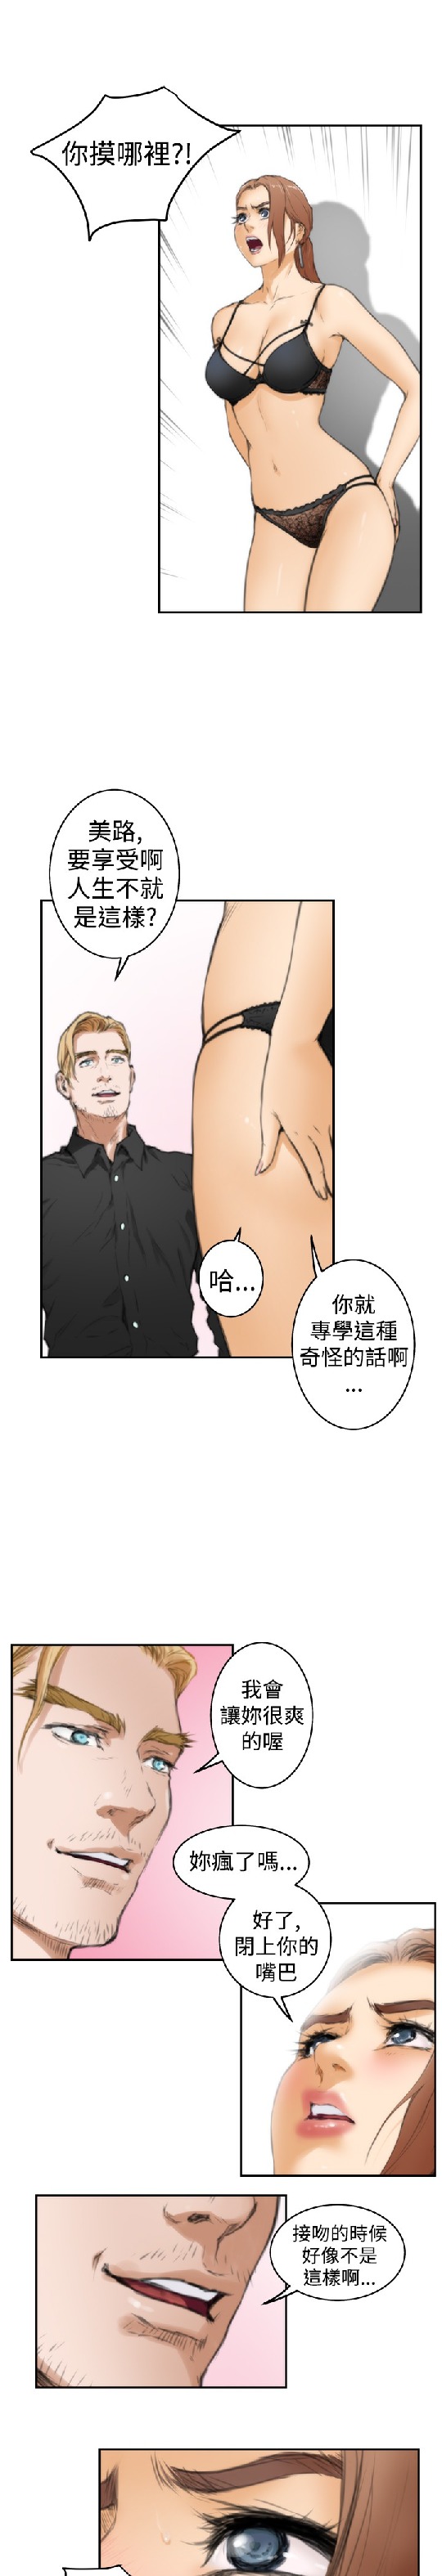 你摸哪裡?!
美路,
要享受啊
人生不就
是這樣?
哈...
你就
專學這種
奇怪的話啊
...
我會
讓妳很爽
的喔
妳瘋了嗎...
好了,
閉上你的
嘴巴
接吻的時候
好像不是
這樣啊...